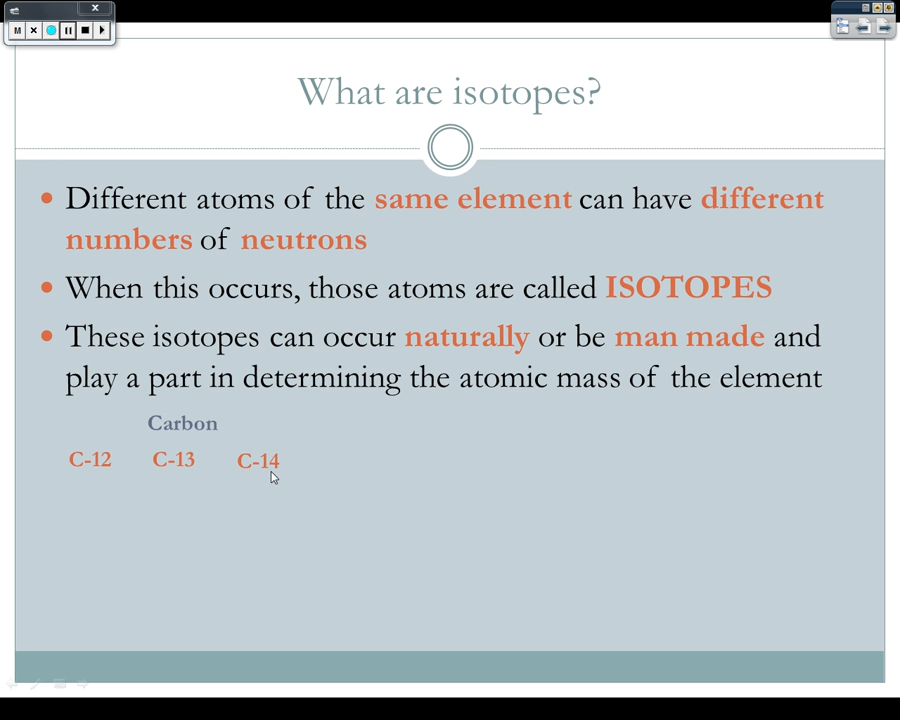 M
What are isotopes?
Different atoms of the same element can have different
numbers of neutrons
When this occurs, those atoms are called ISOTOPES
These isotopes can occur naturally or be man made and
play a part in determining the atomic mass of the element
Carbon
C-12 C-13 C-14